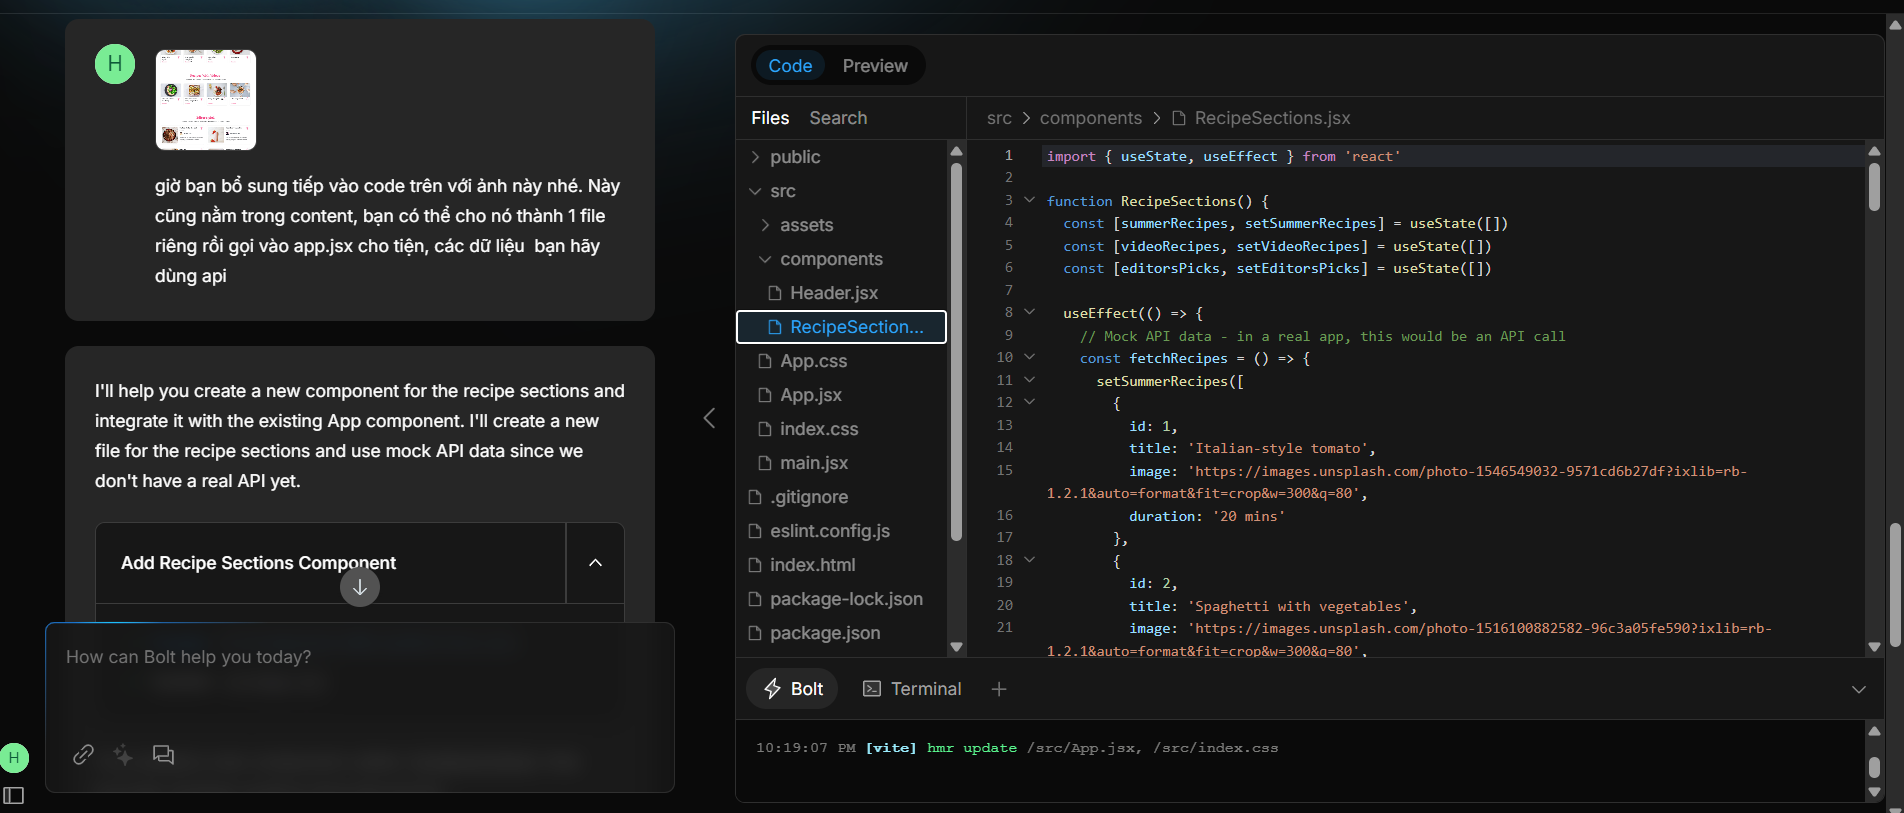 H
giờ bạn bổ sung tiếp vào code trên với ảnh này nhé. Này
cũng nằm trong content, bạn có thể cho nó thành 1 file
riêng rồi gọi vào app.jsx cho tiện, các dữ liệu  bạn hãy
dùng api
I'll help you create a new component for the recipe sections and
integrate it with the existing App component. I'll create a new
file for the recipe sections and use mock API data since we
don't have a real API yet.
Add Recipe Sections Component
How can Bolt help you today?
H
Code
Preview
Files
Search
public
src
assets
components
Header.jsx
RecipeSection...
App.css
App.jsx
index.css
main.jsx
.gitignore
eslint.config.js
index.html
package-lock.json
package.json
src > components > RecipeSections.jsx
1 import { useState, useEffect } from 'react'
2
3 function RecipeSections() {
4 const [summerRecipes, setSummerRecipes] = useState([])
5 const [videoRecipes, setVideoRecipes] = useState([])
6 const [editorsPicks, setEditorsPicks] = useState([])
7
8 useEffect(() => {
9 // Mock API data - in a real app, this would be an API call
10 const fetchRecipes = () => {
11 setSummerRecipes([
12 {
13 id: 1,
14 title: 'Italian-style tomato',
15 image: 'https://images.unsplash.com/photo-1546549032-9571cd6b27df?ixlib=rb-
1.2.1&auto=format&fit=crop&w=300&q=80',
16 duration: '20 mins'
17 },
18 {
19 id: 2,
20 title: 'Spaghetti with vegetables',
21 image: 'https://images.unsplash.com/photo-1516100882582-96c3a05fe590?ixlib=rb-
1.2.1&auto=format&fit=crop&w=300&q=80',
Bolt
Terminal
10:19:07 PM [vite] hmr update /src/App.jsx, /src/index.css